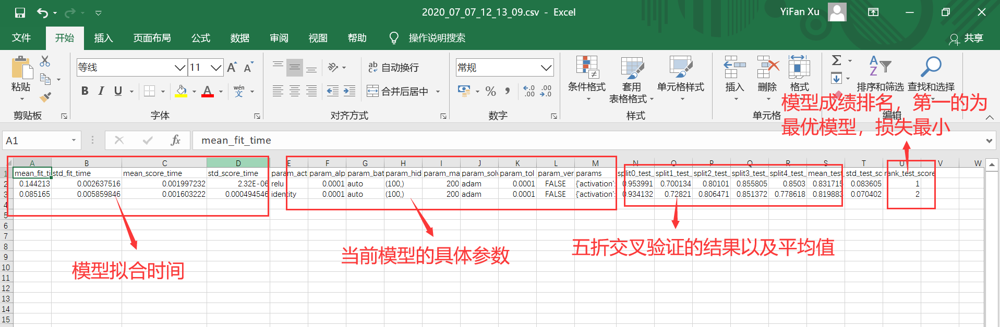 2020_07_07_12_13_09.csv - Excel
YiFan Xu
文件 开始 插入 页面布局 公式 数据 审阅 视图 帮助 操作说明搜索 共享
等线 11 A A ab 自动换行 常规
粘贴 B I U A wén 文 合并后居中 % 条件格式 套用 表格格式 单元格样式 插入 删除 格式 排序和筛选 查找和选择
剪贴板 字体 对齐方式 数字 样式 单元格 编辑
模型成绩排名，第一的为
最优模型，损失最小
A1 fx mean_fit_time
A B C D E F G H I J K L M N O P Q R S T U V W
1 mean_fit_ti std_fit_time mean_score_time std_score_time param_act param_alp param_bat param_hid param_ma param_solv param_tol param_ver params split0_test_ split1_test_ split2_test_ split3_test_ split4_test_ mean_test_ std_test_sc rank_test_score
2 0.144213 0.002637516 0.001997232 2.32E-06 relu 0.0001 auto (100,) 200 adam 0.0001 FALSE {'activation': 0.953991 0.700134 0.80101 0.855805 0.8503 0.831715 0.083605 1
3 0.085165 0.005859846 0.001603222 0.000494546 identity 0.0001 auto (100,) 200 adam 0.0001 FALSE {'activation': 0.934132 0.72821 0.806471 0.851372 0.778618 0.819883 0.070402 2
4
5
6
7
8
9
10
11
12
13
14
15
模型拟合时间
当前模型的具体参数
五折交叉验证的结果以及平均值